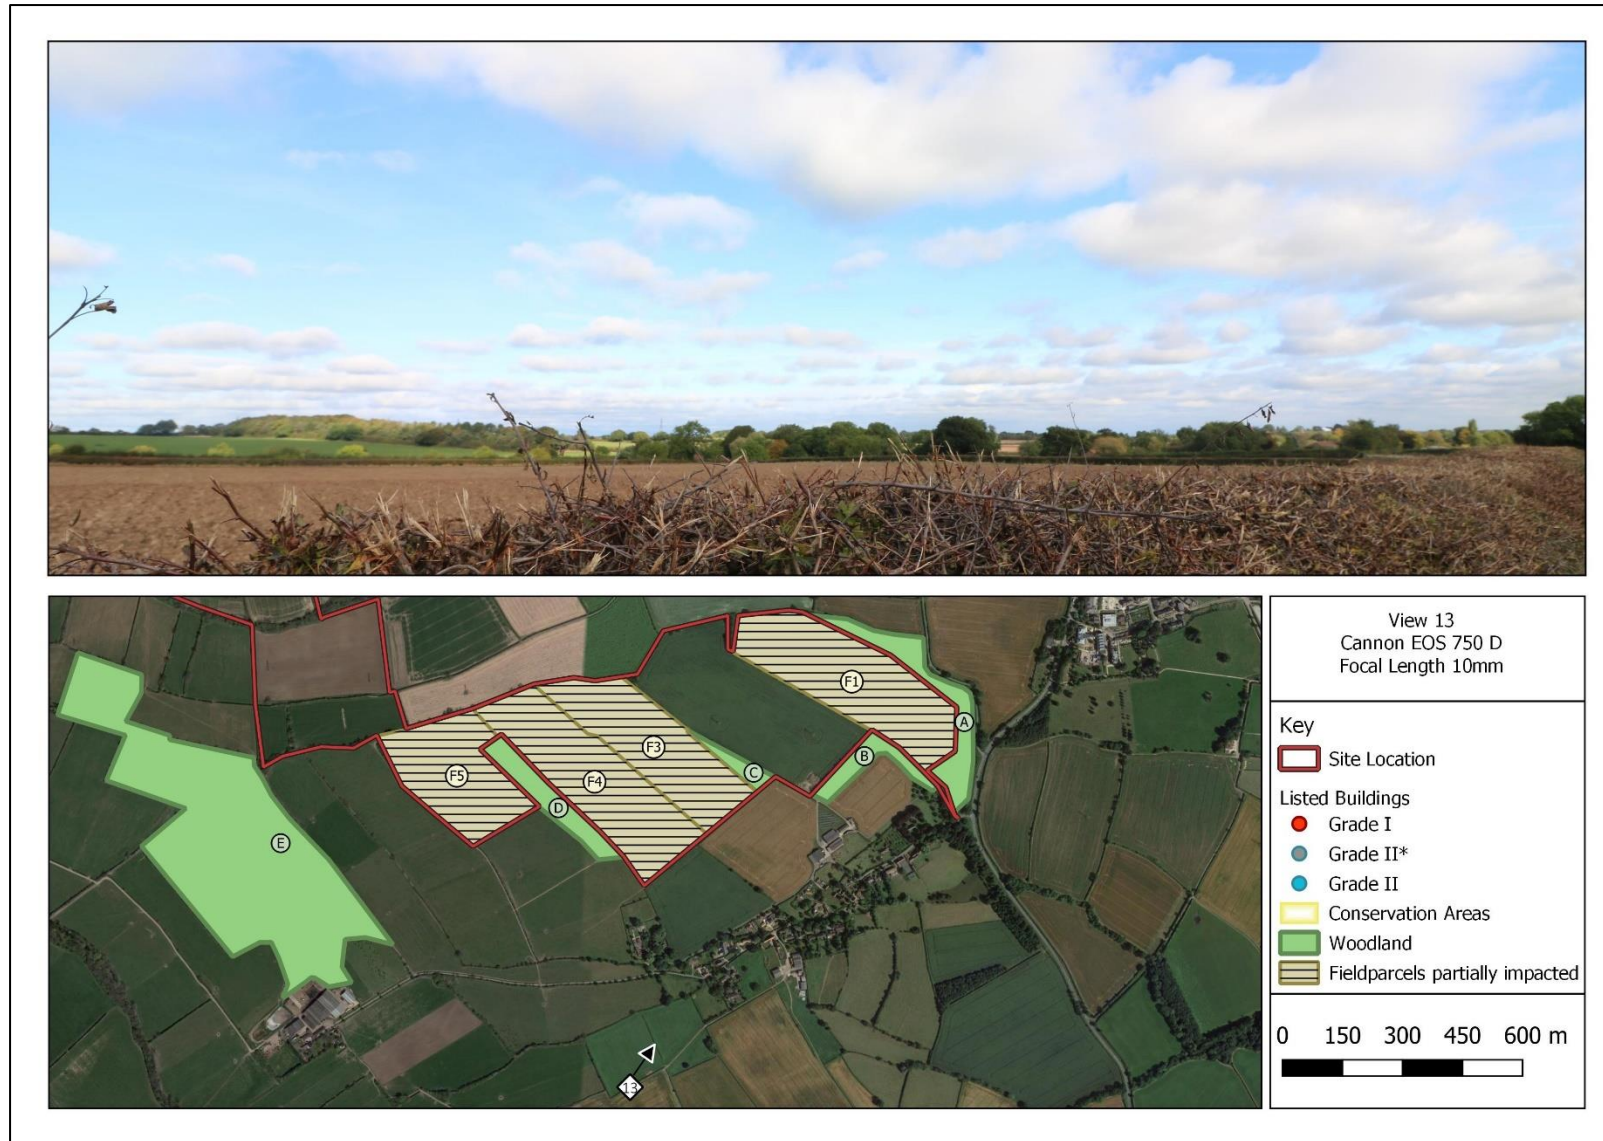 F1
A
B
F3
C
F5
F4
D
E
13
View 13
Cannon EOS 750 D
Focal Length 10mm
Key
Site Location
Listed Buildings
Grade I
Grade II*
Grade II
Conservation Areas
Woodland
Fieldparcels partially impacted
0 150 300 450 600 m